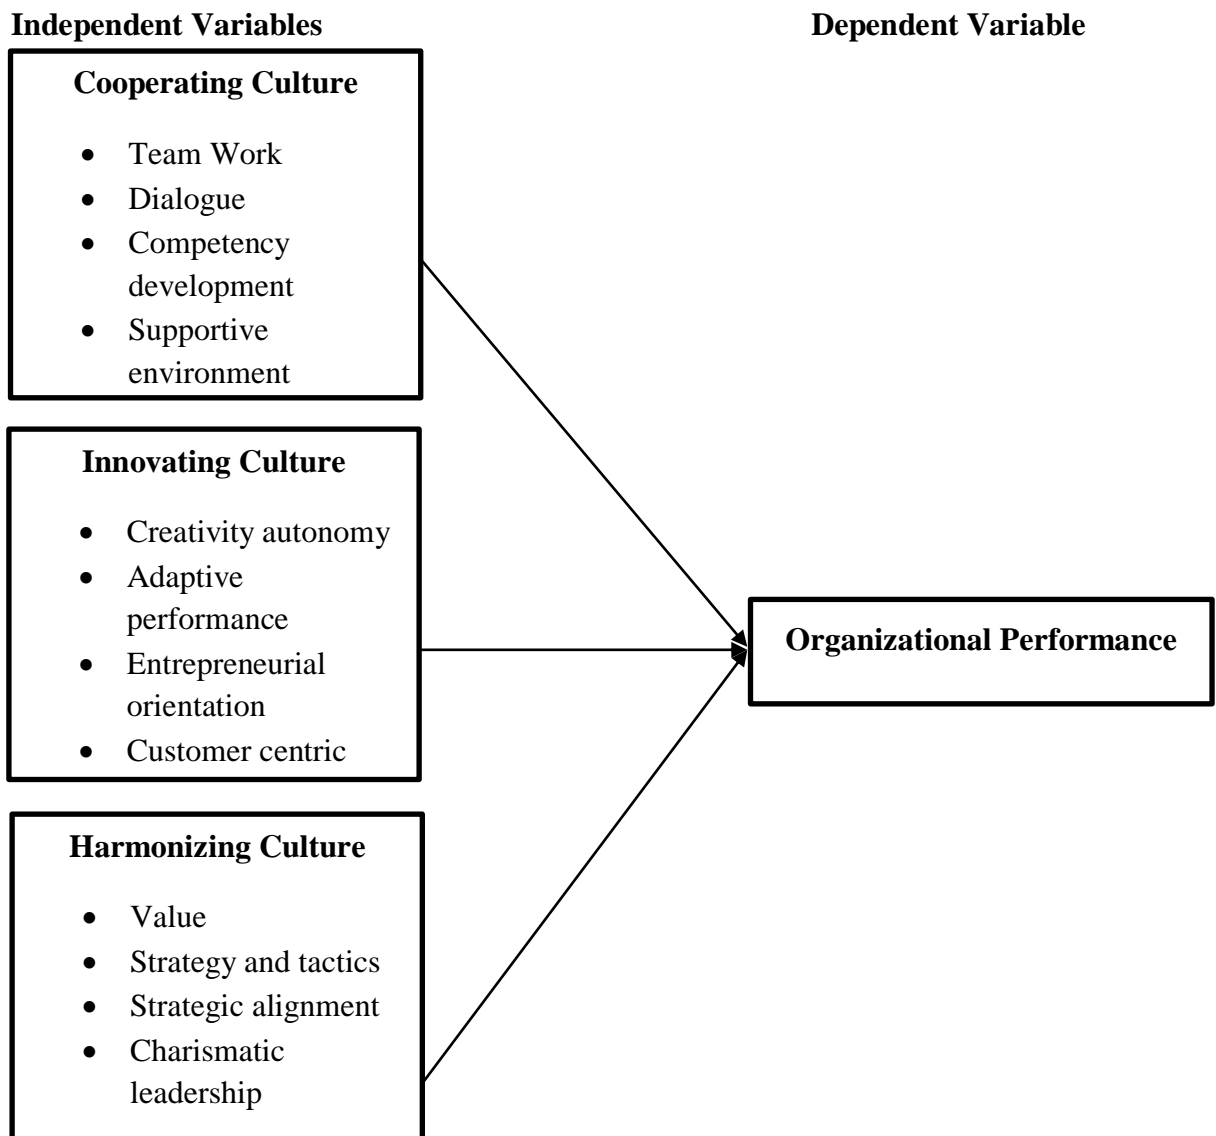 Independent Variables
Dependent Variable
Cooperating Culture
• Team Work
• Dialogue
• Competency
development
• Supportive
environment
Innovating Culture
• Creativity autonomy
• Adaptive
performance
• Entrepreneurial
orientation
• Customer centric
Harmonizing Culture
• Value
• Strategy and tactics
• Strategic alignment
• Charismatic
leadership
Organizational Performance